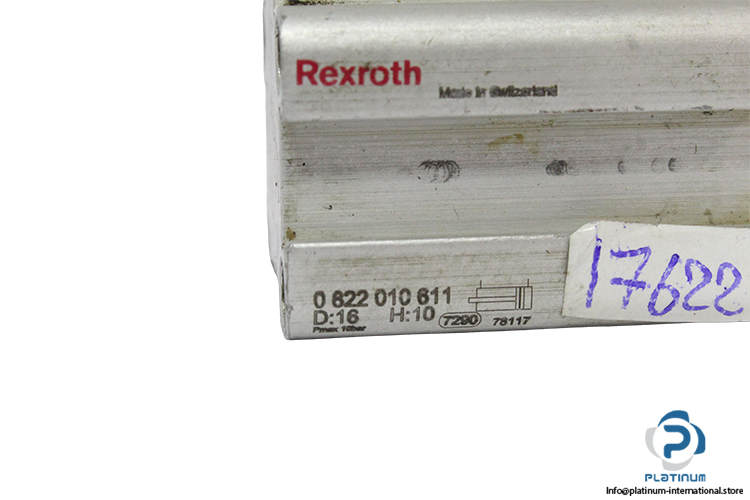 Rexroth
Made in Switzerland
0 822 010 611
D:16 H:10 7290 78117
Pmax 10bar
17622
PLATINUM
Info@platinum-international.store